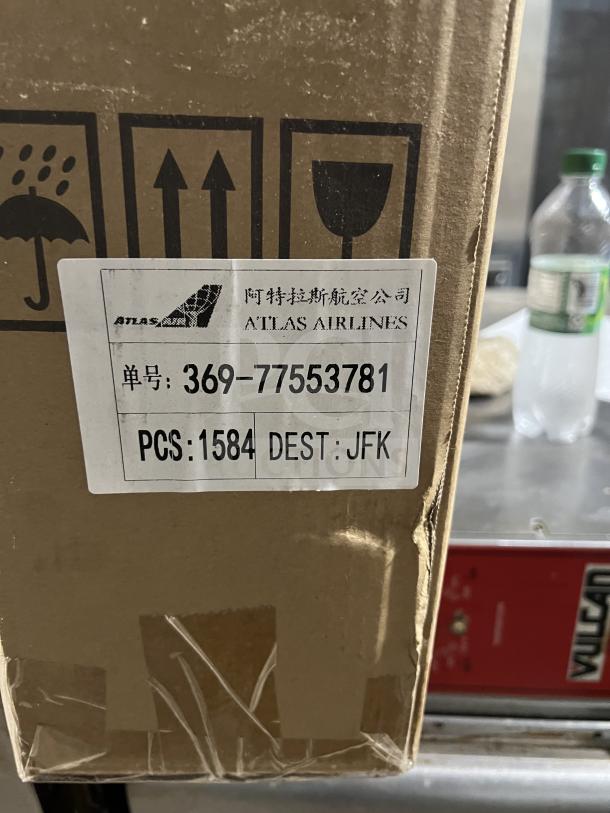 ATLAS AIR
阿特拉斯航空公司
ATLAS AIRLINES
单号: 369-77553781
PCS:1584 DEST:JFK
VULCAN